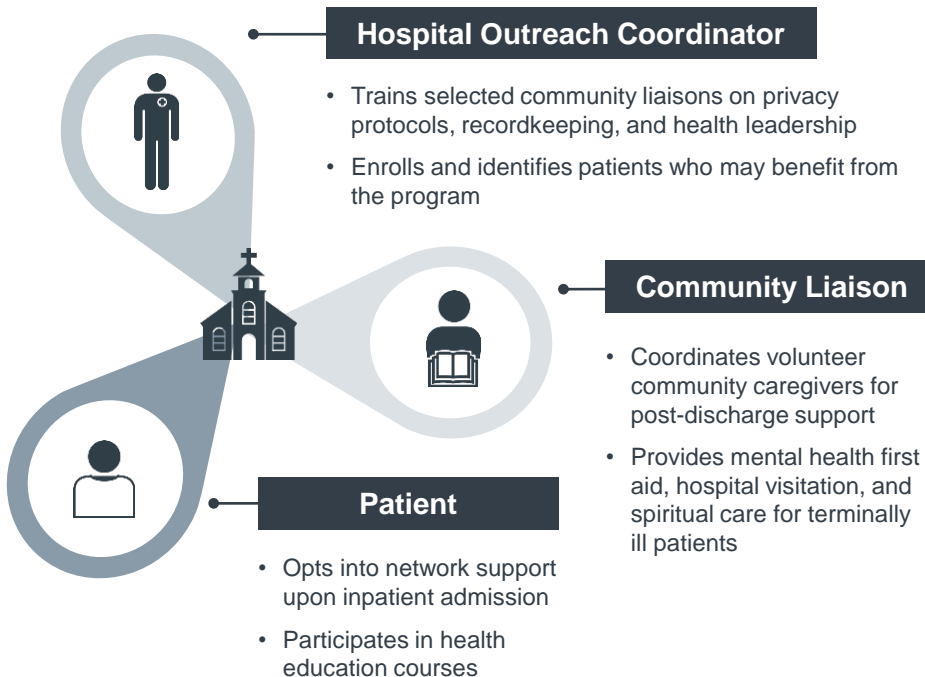 Hospital Outreach Coordinator
• Trains selected community liaisons on privacy
protocols, recordkeeping, and health leadership
• Enrolls and identifies patients who may benefit from
the program
Community Liaison
• Coordinates volunteer
community caregivers for
post-discharge support
• Provides mental health first
aid, hospital visitation, and
spiritual care for terminally
ill patients
Patient
• Opts into network support
upon inpatient admission
• Participates in health
education courses